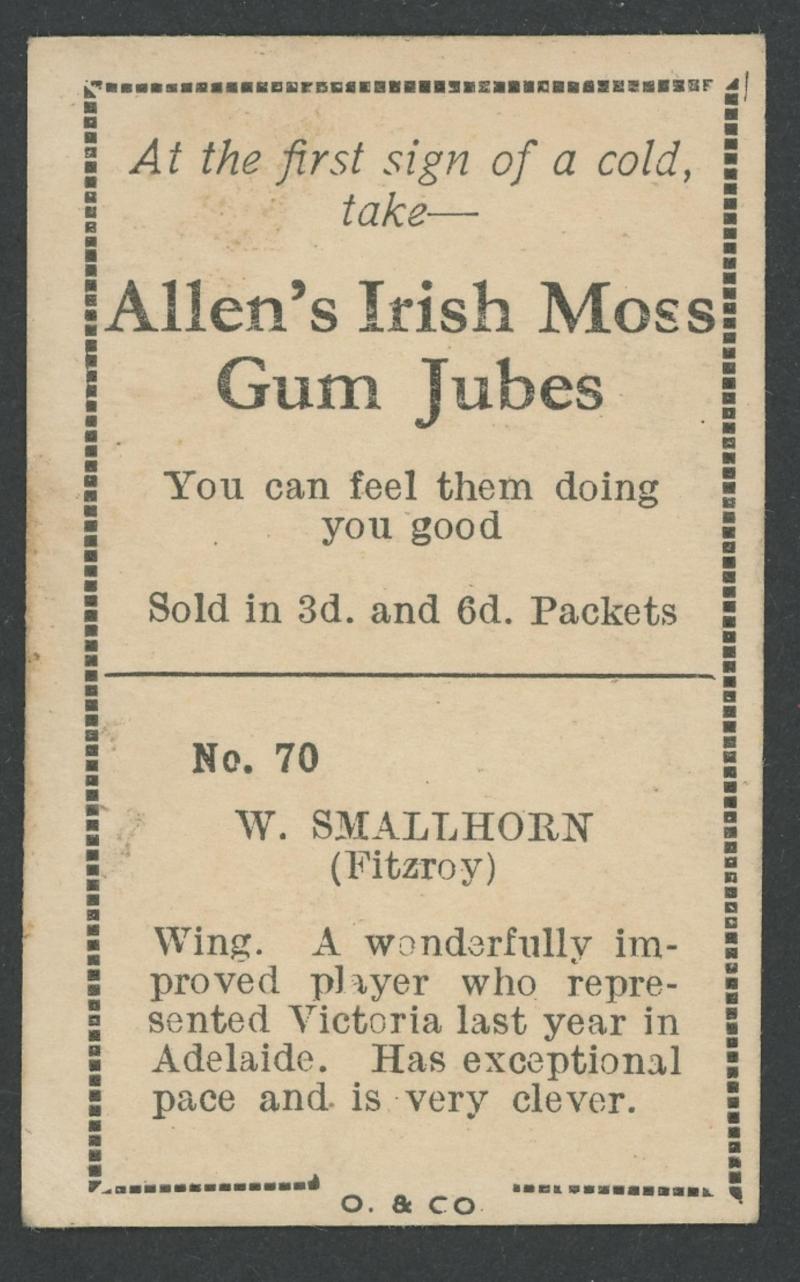 At the first sign of a cold,
take—
Allen's Irish Moss
Gum Jubes
You can feel them doing
you good
Sold in 3d. and 6d. Packets
No. 70
W. SMALLHORN
(Fitzroy)
Wing. A wonderfully im-
proved player who repre-
sented Victoria last year in
Adelaide. Has exceptional
pace and is very clever.
O. & CO